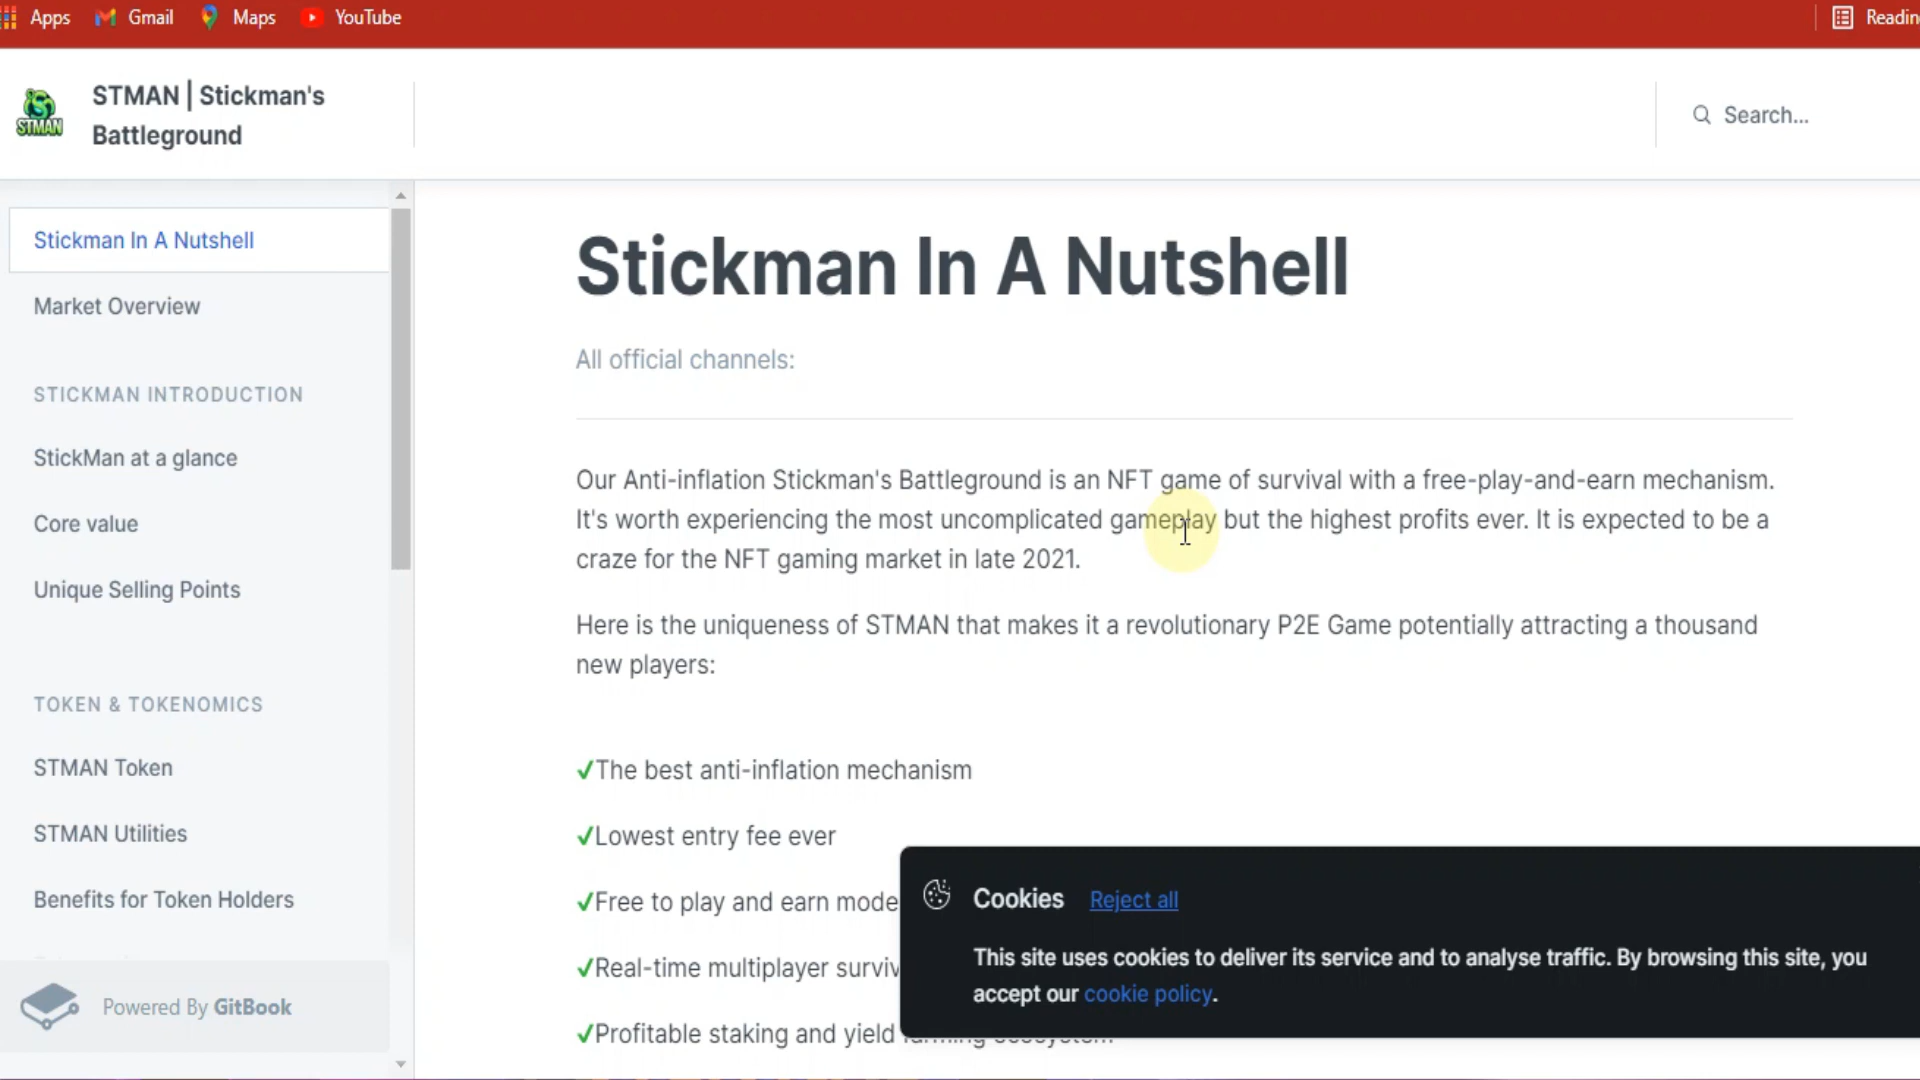 Apps Gmail Maps YouTube Readin
STMAN
STMAN | Stickman's
Battleground
Search...
Stickman In A Nutshell
Market Overview
STICKMAN INTRODUCTION
StickMan at a glance
Core value
Unique Selling Points
TOKEN & TOKENOMICS
STMAN Token
STMAN Utilities
Benefits for Token Holders
Powered By GitBook
Stickman In A Nutshell
All official channels:
Our Anti-inflation Stickman's Battleground is an NFT game of survival with a free-play-and-earn mechanism.
It's worth experiencing the most uncomplicated gameplay but the highest profits ever. It is expected to be a
craze for the NFT gaming market in late 2021.
Here is the uniqueness of STMAN that makes it a revolutionary P2E Game potentially attracting a thousand
new players:
✓The best anti-inflation mechanism
✓Lowest entry fee ever
✓Free to play and earn mode
✓Real-time multiplayer surviv
✓Profitable staking and yield farming ecosystem
Cookies Reject all
This site uses cookies to deliver its service and to analyse traffic. By browsing this site, you
accept our cookie policy.